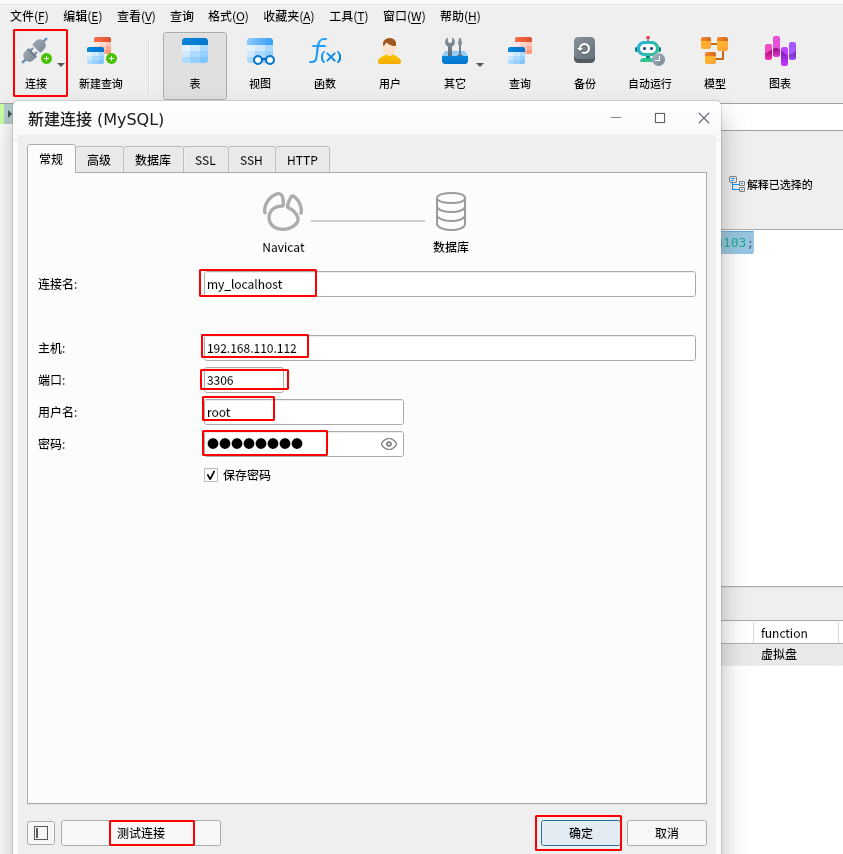 文件(F) 编辑(E) 查看(V) 查询 格式(O) 收藏夹(A) 工具(T) 窗口(W) 帮助(H)
连接 新建查询 表 视图 函数 用户 其它 查询 备份 自动运行 模型 图表
新建连接 (MySQL)
常规 高级 数据库 SSL SSH HTTP
解释已选择的
Navicat 数据库
103;
连接名: my_localhost
主机: 192.168.110.112
端口: 3306
用户名: root
密码: ●●●●●●●●
保存密码
function
虚拟盘
测试连接 确定 取消